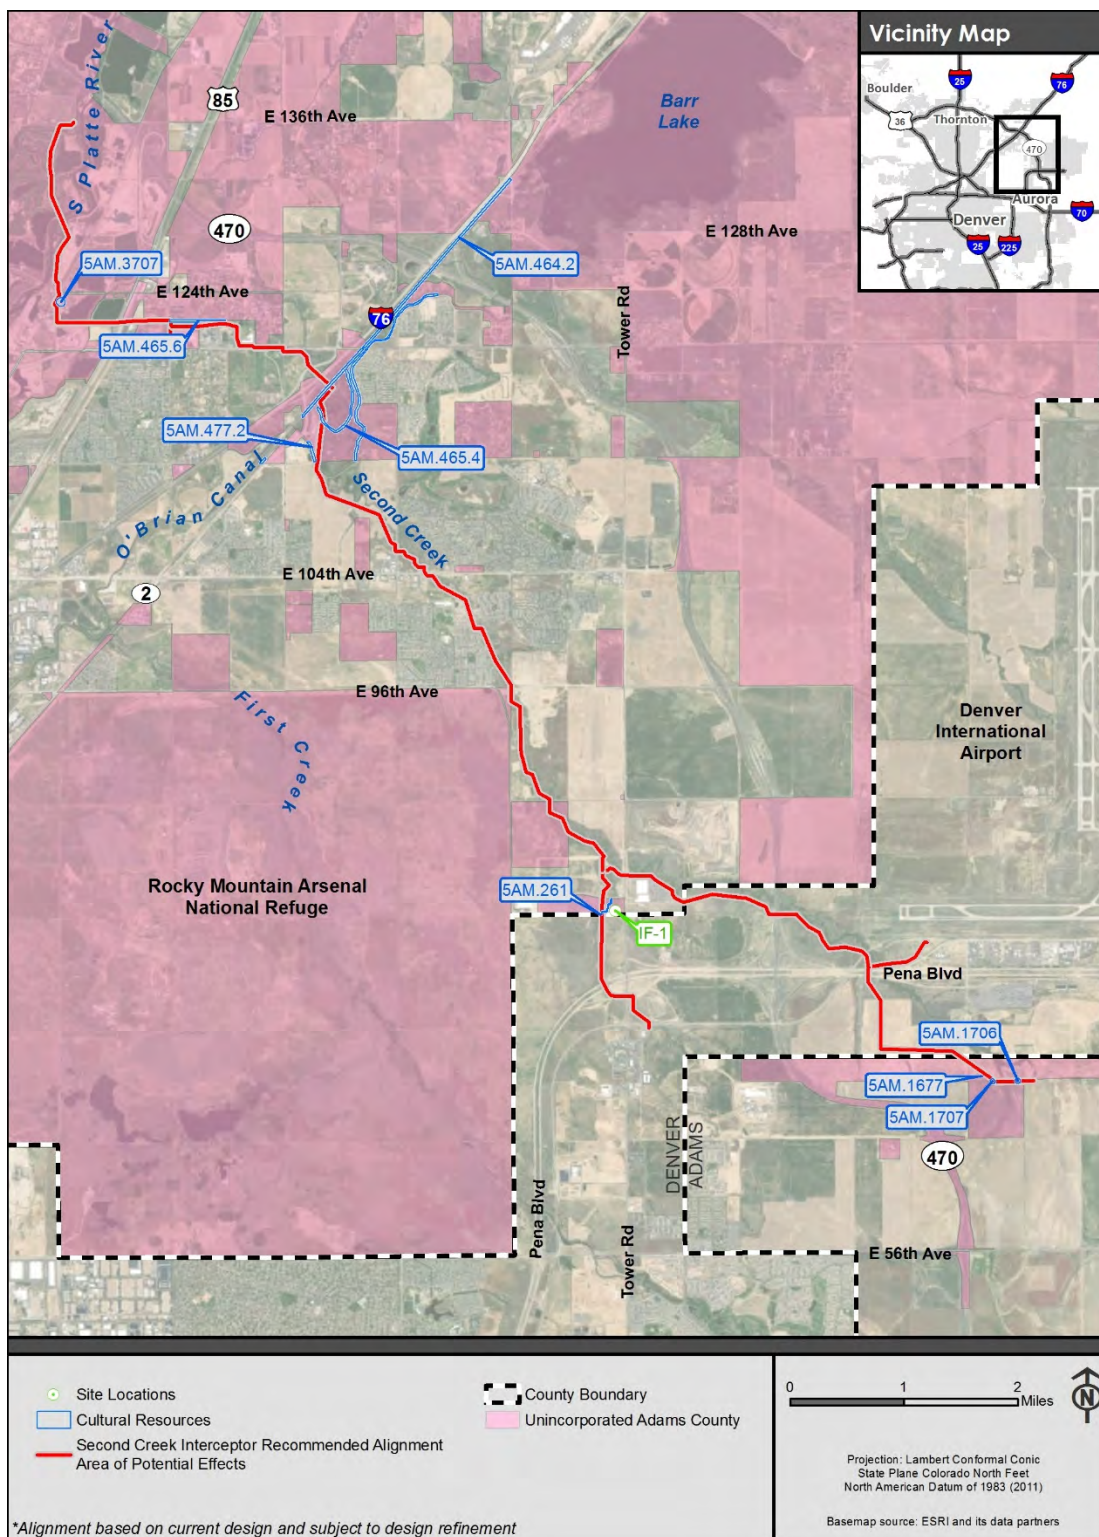 Vicinity Map
25
76
Boulder
36
Thornton
470
Aurora
70
Denver
25
225
S Platte River
85
E 136th Ave
Barr
Lake
470
E 128th Ave
5AM.464.2
5AM.3707
E 124th Ave
76
Tower Rd
5AM.465.6
5AM.477.2
5AM.465.4
O'Brian Canal
Second Creek
E 104th Ave
2
E 96th Ave
First Creek
Denver
International
Airport
Rocky Mountain Arsenal
National Refuge
5AM.261
IF-1
Pena Blvd
5AM.1706
5AM.1677
5AM.1707
DENVER
ADAMS
470
Pena Blvd
Tower Rd
E 56th Ave
Site Locations
Cultural Resources
Second Creek Interceptor Recommended Alignment
Area of Potential Effects
County Boundary
Unincorporated Adams County
0 1 2
Miles
N
Projection: Lambert Conformal Conic
State Plane Colorado North Feet
North American Datum of 1983 (2011)
Basemap source: ESRI and its data partners
*Alignment based on current design and subject to design refinement